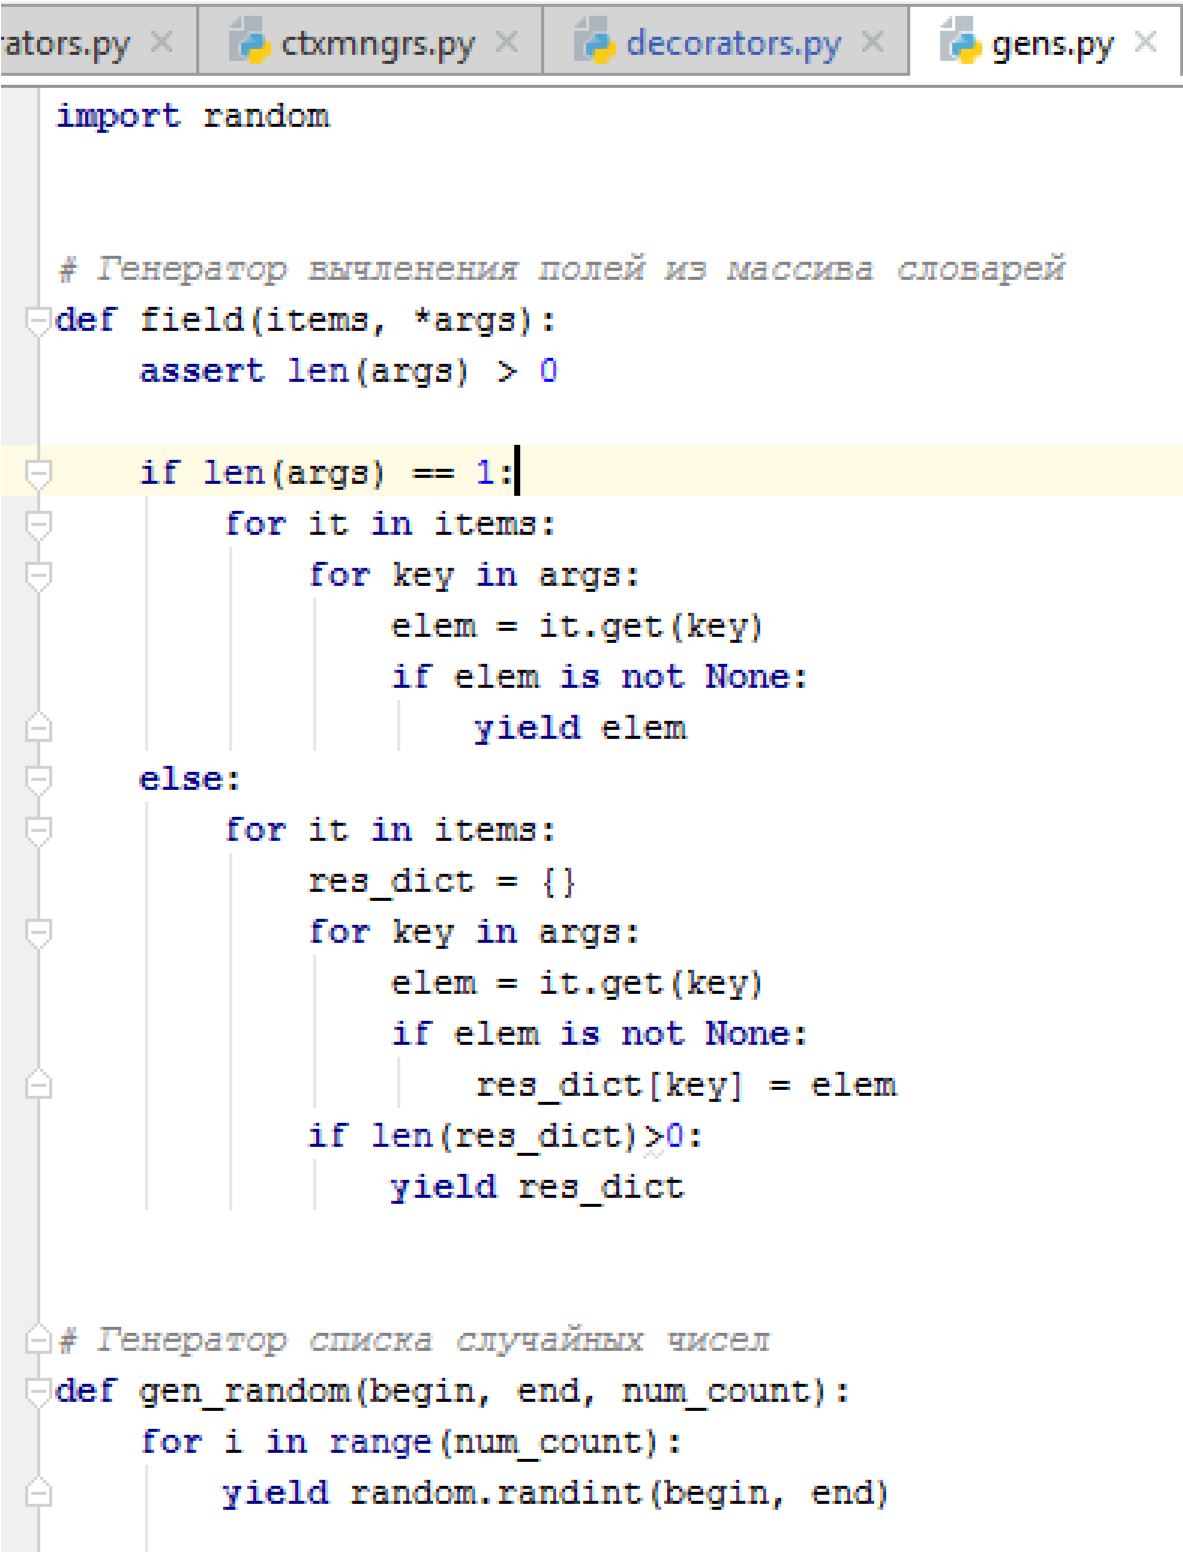 ators.py ctxmngrs.py decorators.py gens.py
import random
# Генератор вычленения полей из массива словарей
def field(items, *args):
    assert len(args) > 0
    if len(args) == 1:
        for it in items:
            for key in args:
                elem = it.get(key)
                if elem is not None:
                    yield elem
    else:
        for it in items:
            res_dict = {}
            for key in args:
                elem = it.get(key)
                if elem is not None:
                    res_dict[key] = elem
            if len(res_dict)>0:
                yield res_dict
# Генератор списка случайных чисел
def gen_random(begin, end, num_count):
    for i in range(num_count):
        yield random.randint(begin, end)